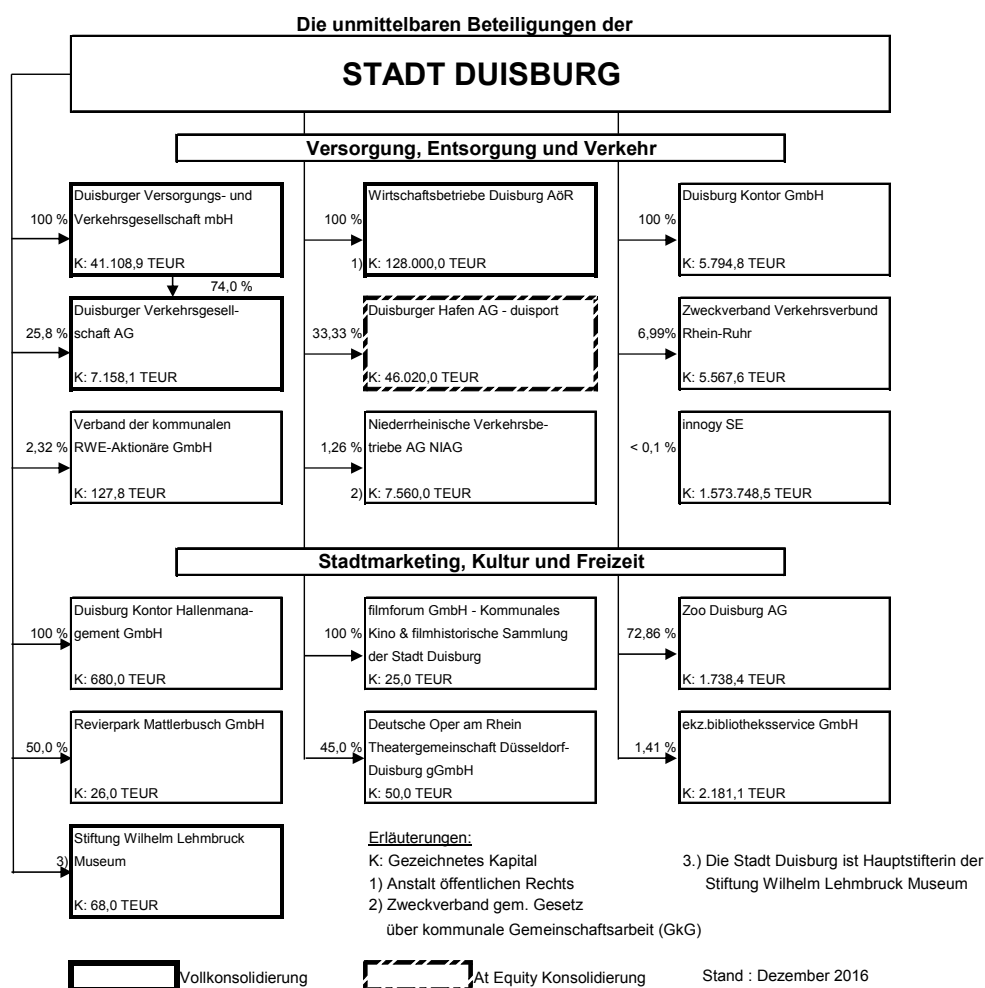 Die unmittelbaren Beteiligungen der
STADT DUISBURG
Versorgung, Entsorgung und Verkehr
Duisburger Versorgungs- und
100 % Verkehrsgesellschaft mbH
K: 41.108,9 TEUR
Wirtschaftsbetriebe Duisburg AöR
100 %
1) K: 128.000,0 TEUR
Duisburg Kontor GmbH
100 %
K: 5.794,8 TEUR
74,0 %
Duisburger Verkehrsgesell-
25,8 % schaft AG
K: 7.158,1 TEUR
Duisburger Hafen AG - duisport
33,33 %
K: 46.020,0 TEUR
Zweckverband Verkehrsverbund
6,99% Rhein-Ruhr
K: 5.567,6 TEUR
Verband der kommunalen
2,32 % RWE-Aktionäre GmbH
K: 127,8 TEUR
Niederrheinische Verkehrsbe-
1,26 % triebe AG NIAG
2) K: 7.560,0 TEUR
innogy SE
< 0,1 %
K: 1.573.748,5 TEUR
Stadtmarketing, Kultur und Freizeit
Duisburg Kontor Hallenmana-
100 % gement GmbH
K: 680,0 TEUR
filmforum GmbH - Kommunales
100 % Kino & filmhistorische Sammlung
der Stadt Duisburg
K: 25,0 TEUR
Zoo Duisburg AG
72,86 %
K: 1.738,4 TEUR
Revierpark Mattlerbusch GmbH
50,0 %
K: 26,0 TEUR
Deutsche Oper am Rhein
45,0 % Theatergemeinschaft Düsseldorf-
Duisburg gGmbH
K: 50,0 TEUR
ekz.bibliotheksservice GmbH
1,41 %
K: 2.181,1 TEUR
Stiftung Wilhelm Lehmbruck
3) Museum
K: 68,0 TEUR
Erläuterungen:
K: Gezeichnetes Kapital
1) Anstalt öffentlichen Rechts
2) Zweckverband gem. Gesetz
über kommunale Gemeinschaftsarbeit (GkG)
3.) Die Stadt Duisburg ist Hauptstifterin der
Stiftung Wilhelm Lehmbruck Museum
Vollkonsolidierung
At Equity Konsolidierung
Stand : Dezember 2016